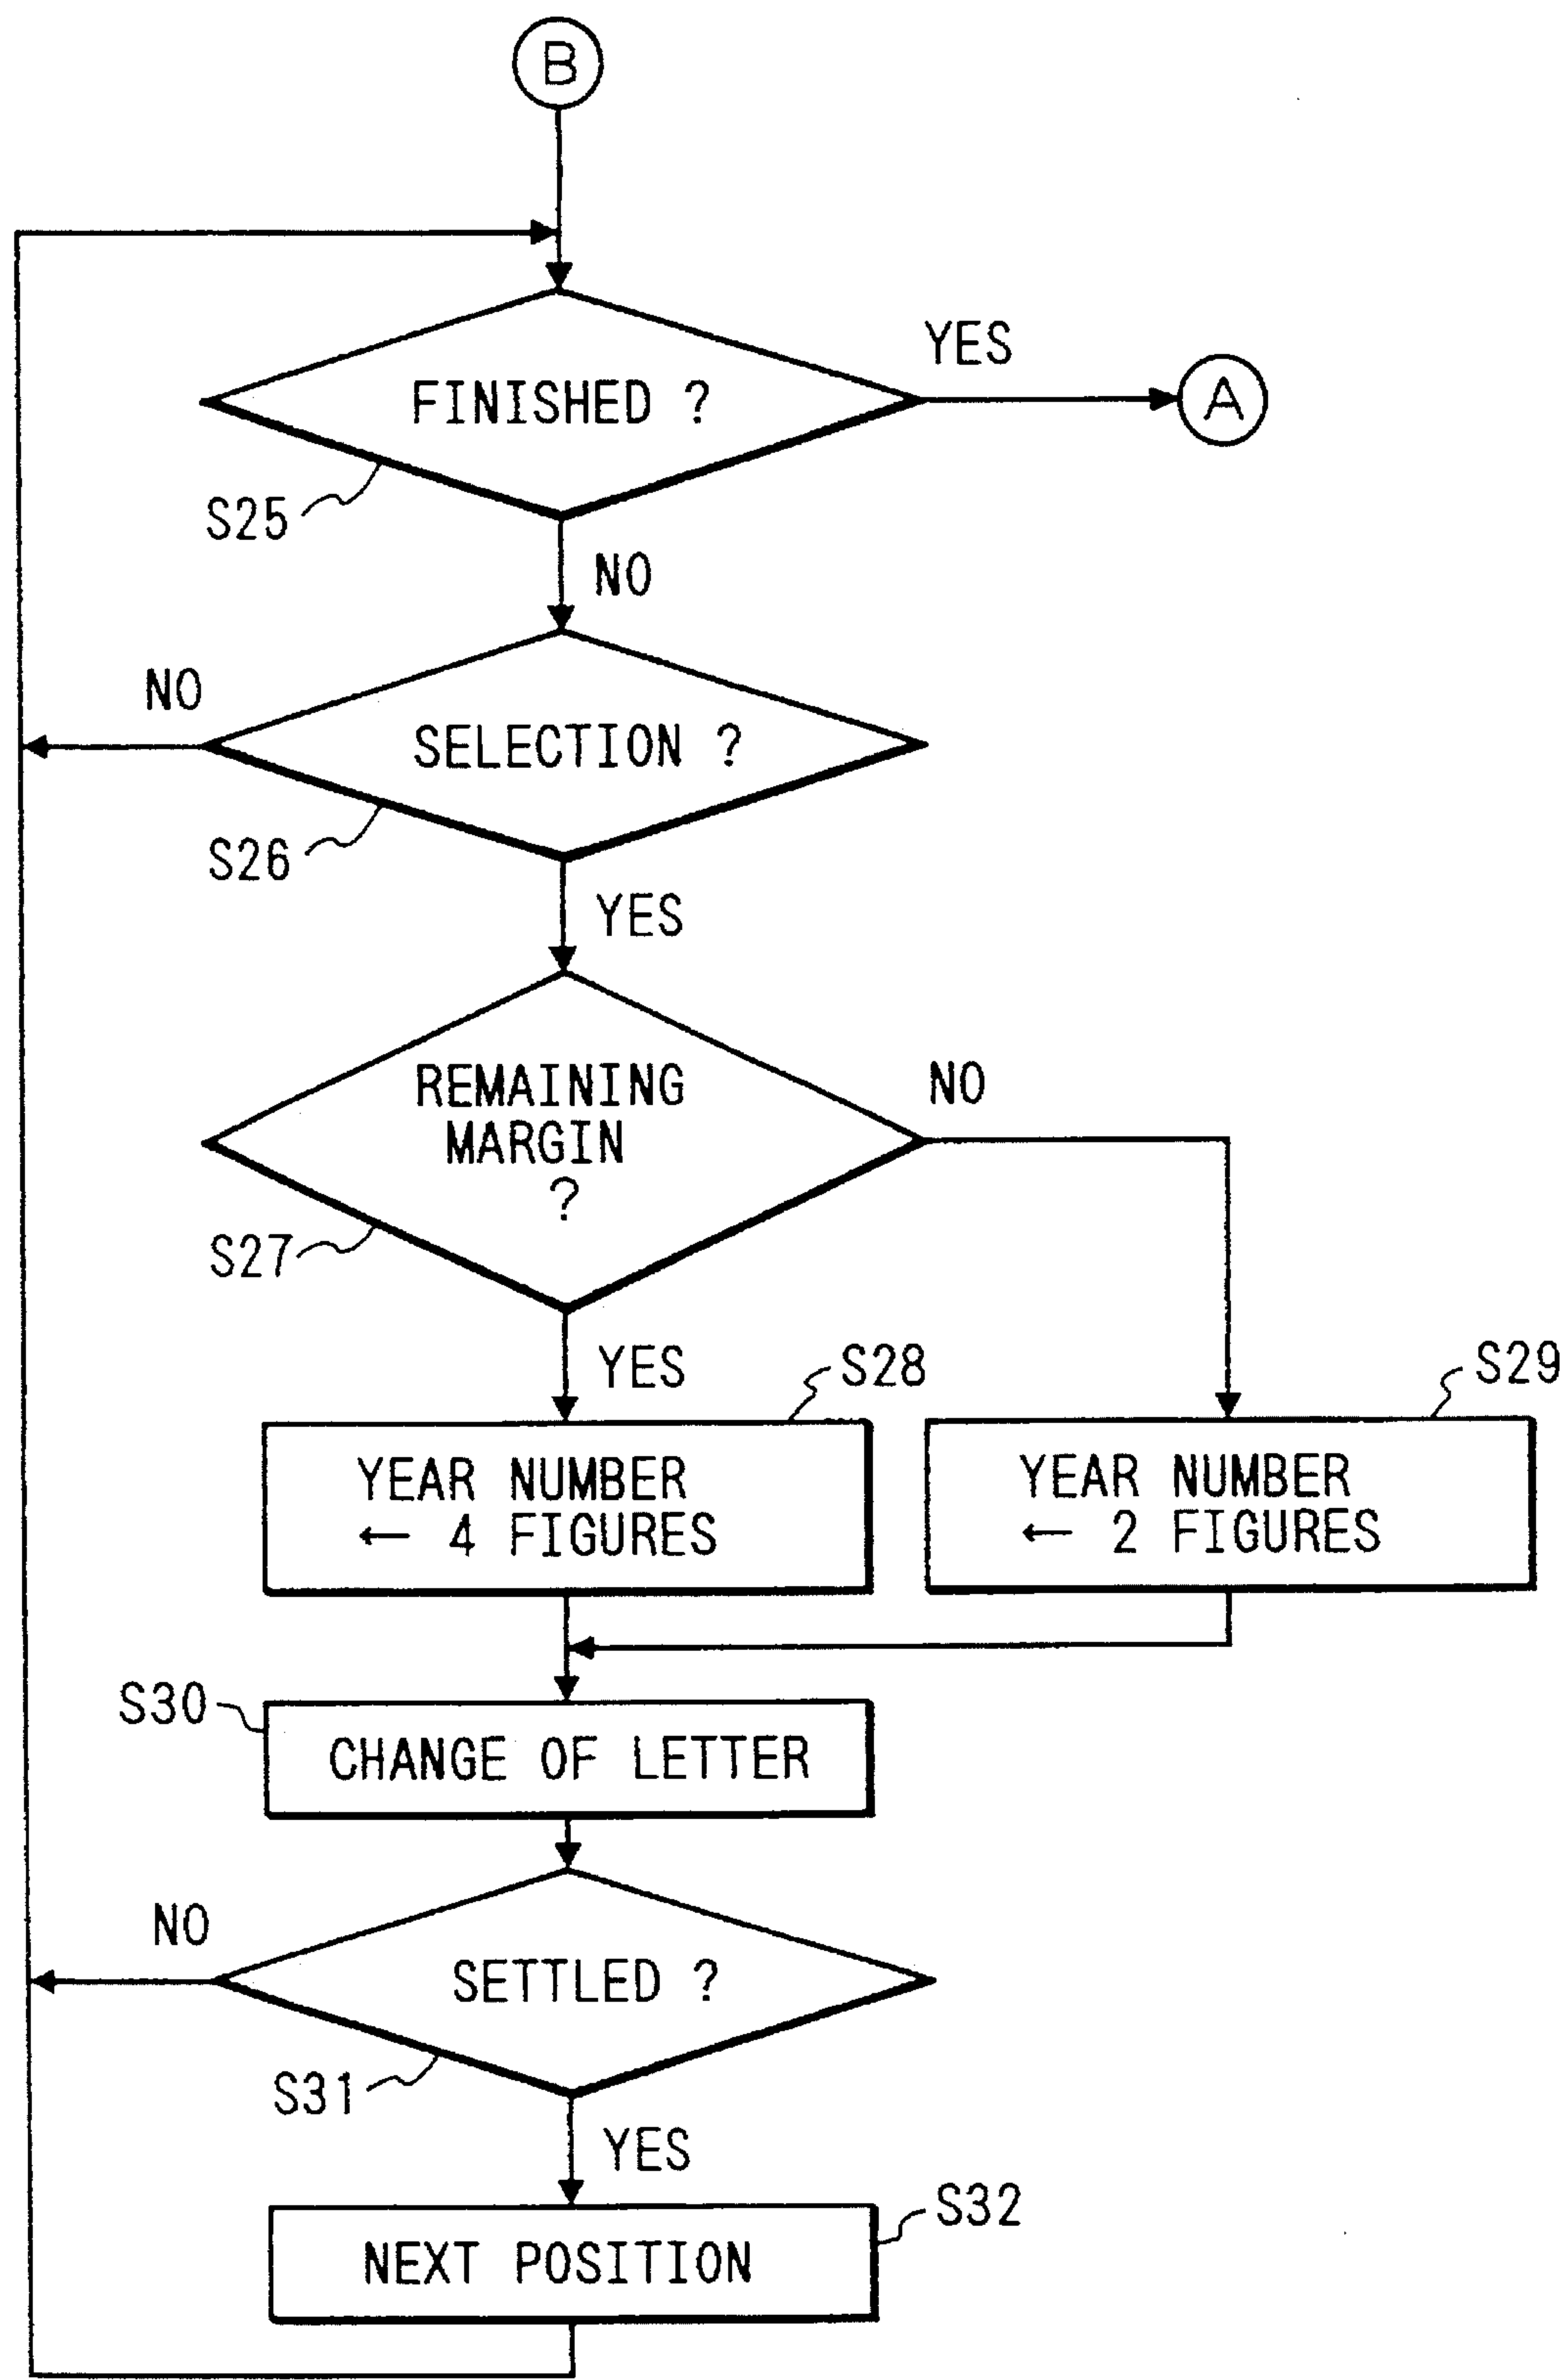 B
YES
FINISHED ?
A
S25
NO
NO
SELECTION ?
S26
YES
REMAINING
MARGIN
?
NO
S27
YES
S28
S29
YEAR NUMBER
← 4 FIGURES
YEAR NUMBER
← 2 FIGURES
S30
CHANGE OF LETTER
NO
SETTLED ?
S31
YES
S32
NEXT POSITION